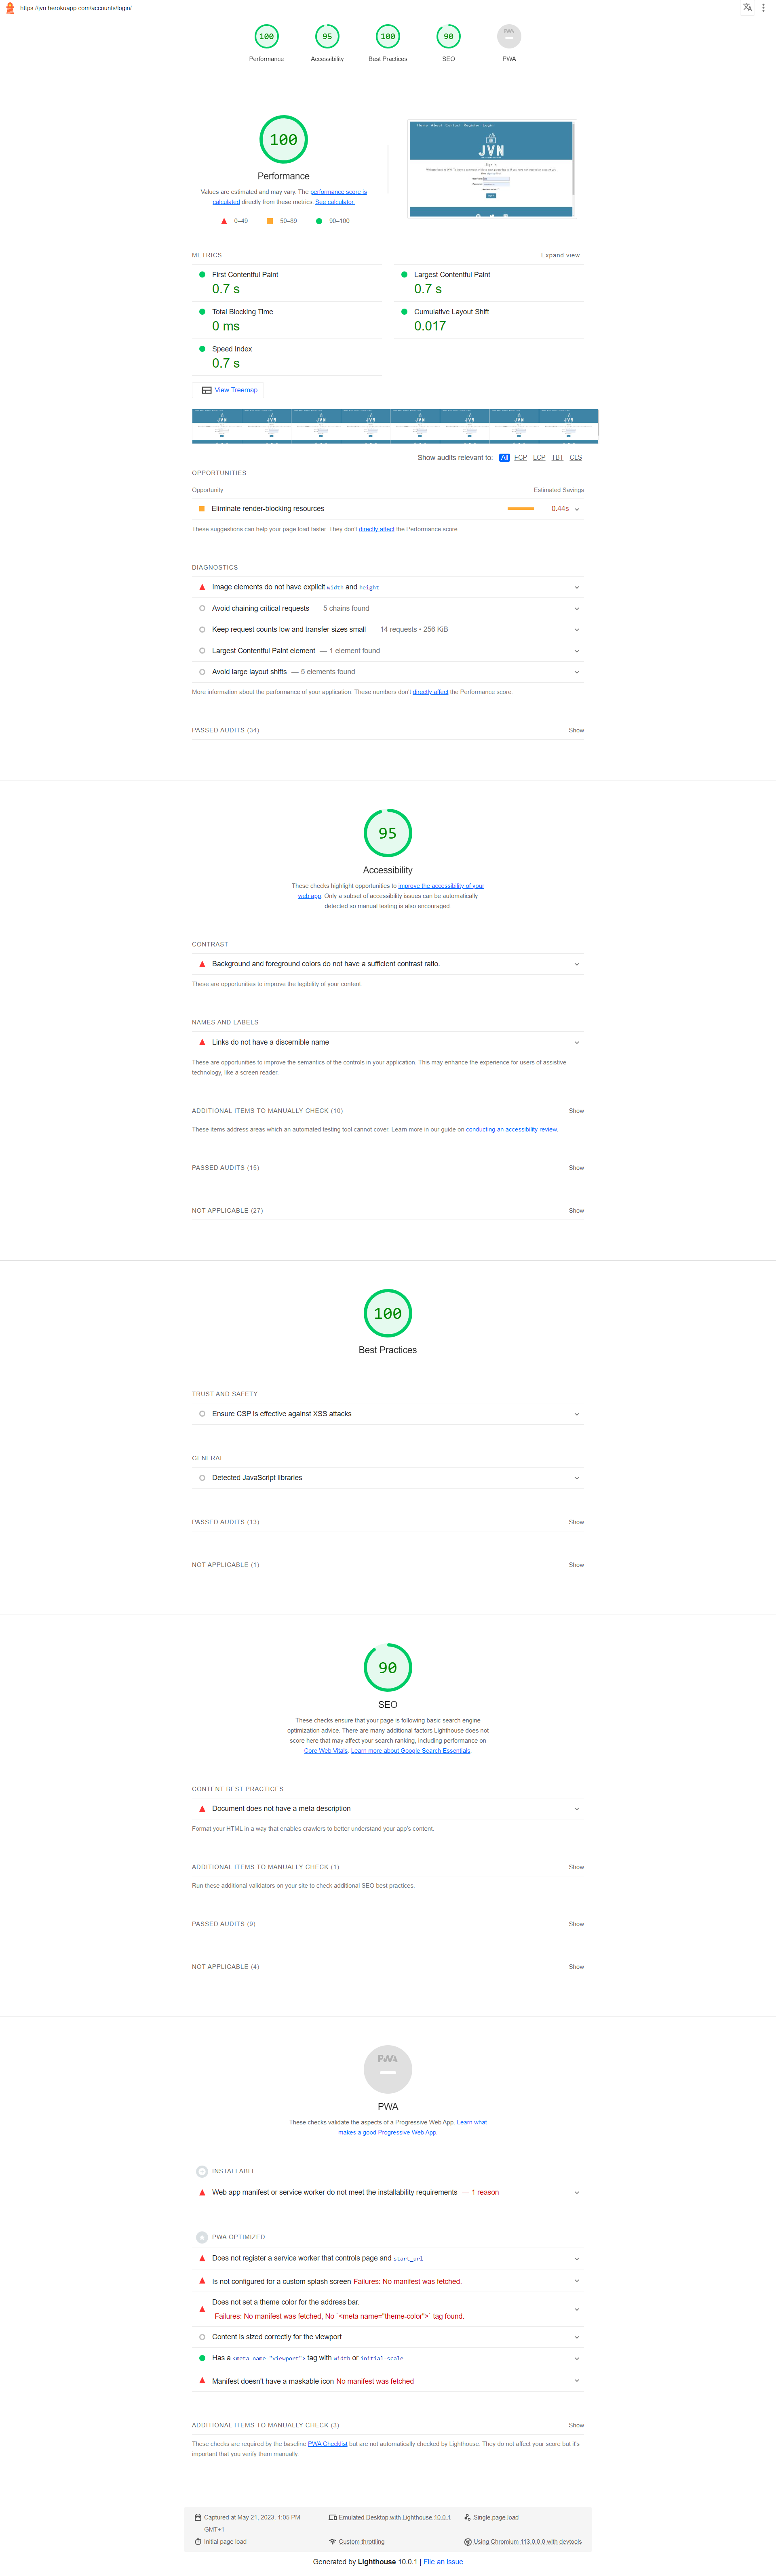 https://jvn.herokuapp.com/accounts/login/
100 95 100 90 PWA
Performance Accessibility Best Practices SEO PWA
100
Performance
Values are estimated and may vary. The performance score is
calculated directly from these metrics. See calculator.
0–49 50–89 90–100
Home About Contact Register Login
JVN
Sign In
METRICS Expand view
First Contentful Paint
0.7 s
Largest Contentful Paint
0.7 s
Total Blocking Time
0 ms
Cumulative Layout Shift
0.017
Speed Index
0.7 s
View Treemap
JVN JVN JVN JVN JVN JVN JVN JVN
Show audits relevant to: All FCP LCP TBT CLS
OPPORTUNITIES
Opportunity Estimated Savings
Eliminate render-blocking resources 0.44s
These suggestions can help your page load faster. They don't directly affect the Performance score.
DIAGNOSTICS
Image elements do not have explicit width and height
Avoid chaining critical requests — 5 chains found
Keep request counts low and transfer sizes small — 14 requests • 256 KiB
Largest Contentful Paint element — 1 element found
Avoid large layout shifts — 5 elements found
More information about the performance of your application. These numbers don't directly affect the Performance score.
PASSED AUDITS (34) Show
95
Accessibility
These checks highlight opportunities to improve the accessibility of your
web app. Only a subset of accessibility issues can be automatically
detected so manual testing is also encouraged.
CONTRAST
Background and foreground colors do not have a sufficient contrast ratio.
These are opportunities to improve the legibility of your content.
NAMES AND LABELS
Links do not have a discernible name
These are opportunities to improve the semantics of the controls in your application. This may enhance the experience for users of assistive
technology, like a screen reader.
ADDITIONAL ITEMS TO MANUALLY CHECK (10) Show
These items address areas which an automated testing tool cannot cover. Learn more in our guide on conducting an accessibility review.
PASSED AUDITS (15) Show
NOT APPLICABLE (27) Show
100
Best Practices
TRUST AND SAFETY
Ensure CSP is effective against XSS attacks
GENERAL
Detected JavaScript libraries
PASSED AUDITS (13) Show
NOT APPLICABLE (1) Show
90
SEO
These checks ensure that your page is following basic search engine
optimization advice. There are many additional factors Lighthouse does not
score here that may affect your search ranking, including performance on
Core Web Vitals. Learn more about Google Search Essentials.
CONTENT BEST PRACTICES
Document does not have a meta description
Format your HTML in a way that enables crawlers to better understand your app's content.
ADDITIONAL ITEMS TO MANUALLY CHECK (1) Show
Run these additional validators on your site to check additional SEO best practices.
PASSED AUDITS (9) Show
NOT APPLICABLE (4) Show
PWA
PWA
These checks validate the aspects of a Progressive Web App. Learn what
makes a good Progressive Web App.
INSTALLABLE
Web app manifest or service worker do not meet the installability requirements — 1 reason
PWA OPTIMIZED
Does not register a service worker that controls page and start_url
Is not configured for a custom splash screen Failures: No manifest was fetched.
Does not set a theme color for the address bar.
Failures: No manifest was fetched, No `<meta name="theme-color">` tag found.
Content is sized correctly for the viewport
Has a <meta name="viewport"> tag with width or initial-scale
Manifest doesn't have a maskable icon No manifest was fetched
ADDITIONAL ITEMS TO MANUALLY CHECK (3) Show
These checks are required by the baseline PWA Checklist but are not automatically checked by Lighthouse. They do not affect your score but it's
important that you verify them manually.
Captured at May 21, 2023, 1:05 PM
GMT+1
Emulated Desktop with Lighthouse 10.0.1
Single page load
Initial page load
Custom throttling
Using Chromium 113.0.0.0 with devtools
Generated by Lighthouse 10.0.1 | File an issue